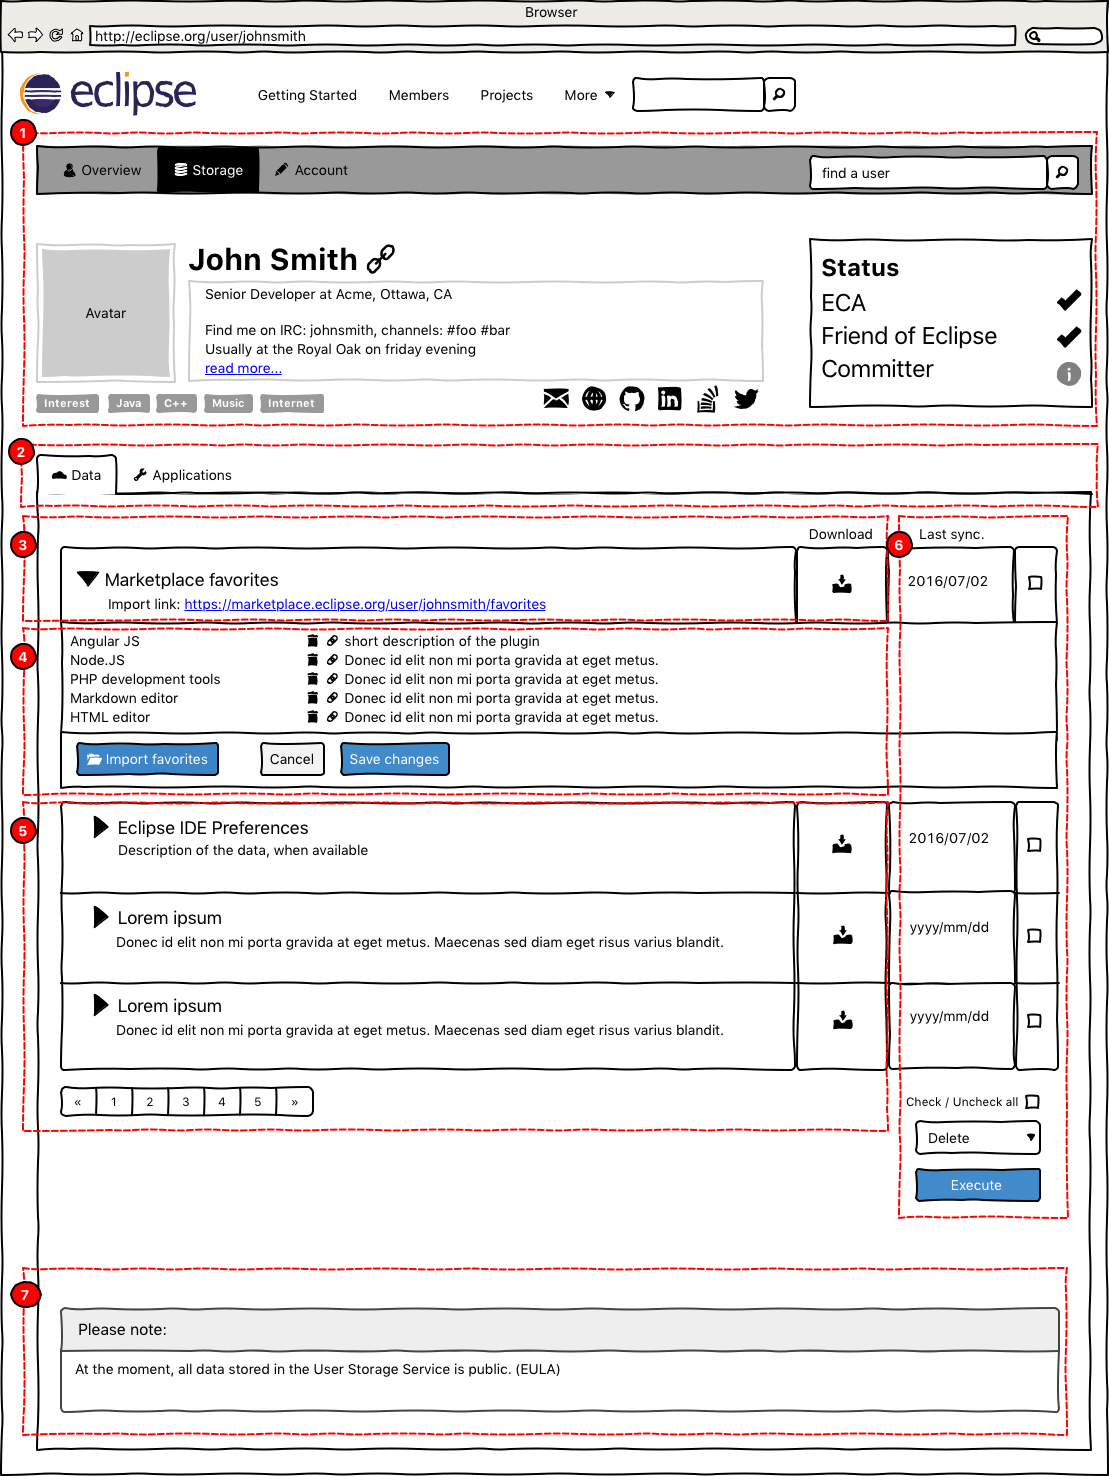 Browser
http://eclipse.org/user/johnsmith
eclipse
Getting Started Members Projects More
1
Overview Storage Account find a user
John Smith
Avatar
Senior Developer at Acme, Ottawa, CA
Find me on IRC: johnsmith, channels: #foo #bar
Usually at the Royal Oak on friday evening
read more...
Interest Java C++ Music Internet
Status
ECA
Friend of Eclipse
Committer
2
Data Applications
3
Download
6
Last sync.
Marketplace favorites
2016/07/02
Import link: https://marketplace.eclipse.org/user/johnsmith/favorites
4
Angular JS short description of the plugin
Node.JS Donec id elit non mi porta gravida at eget metus.
PHP development tools Donec id elit non mi porta gravida at eget metus.
Markdown editor Donec id elit non mi porta gravida at eget metus.
HTML editor Donec id elit non mi porta gravida at eget metus.
Import favorites Cancel Save changes
5
Eclipse IDE Preferences
2016/07/02
Description of the data, when available
Lorem ipsum
yyyy/mm/dd
Donec id elit non mi porta gravida at eget metus. Maecenas sed diam eget risus varius blandit.
Lorem ipsum
yyyy/mm/dd
Donec id elit non mi porta gravida at eget metus. Maecenas sed diam eget risus varius blandit.
« 1 2 3 4 5 »
Check / Uncheck all
Delete
Execute
7
Please note:
At the moment, all data stored in the User Storage Service is public. (EULA)